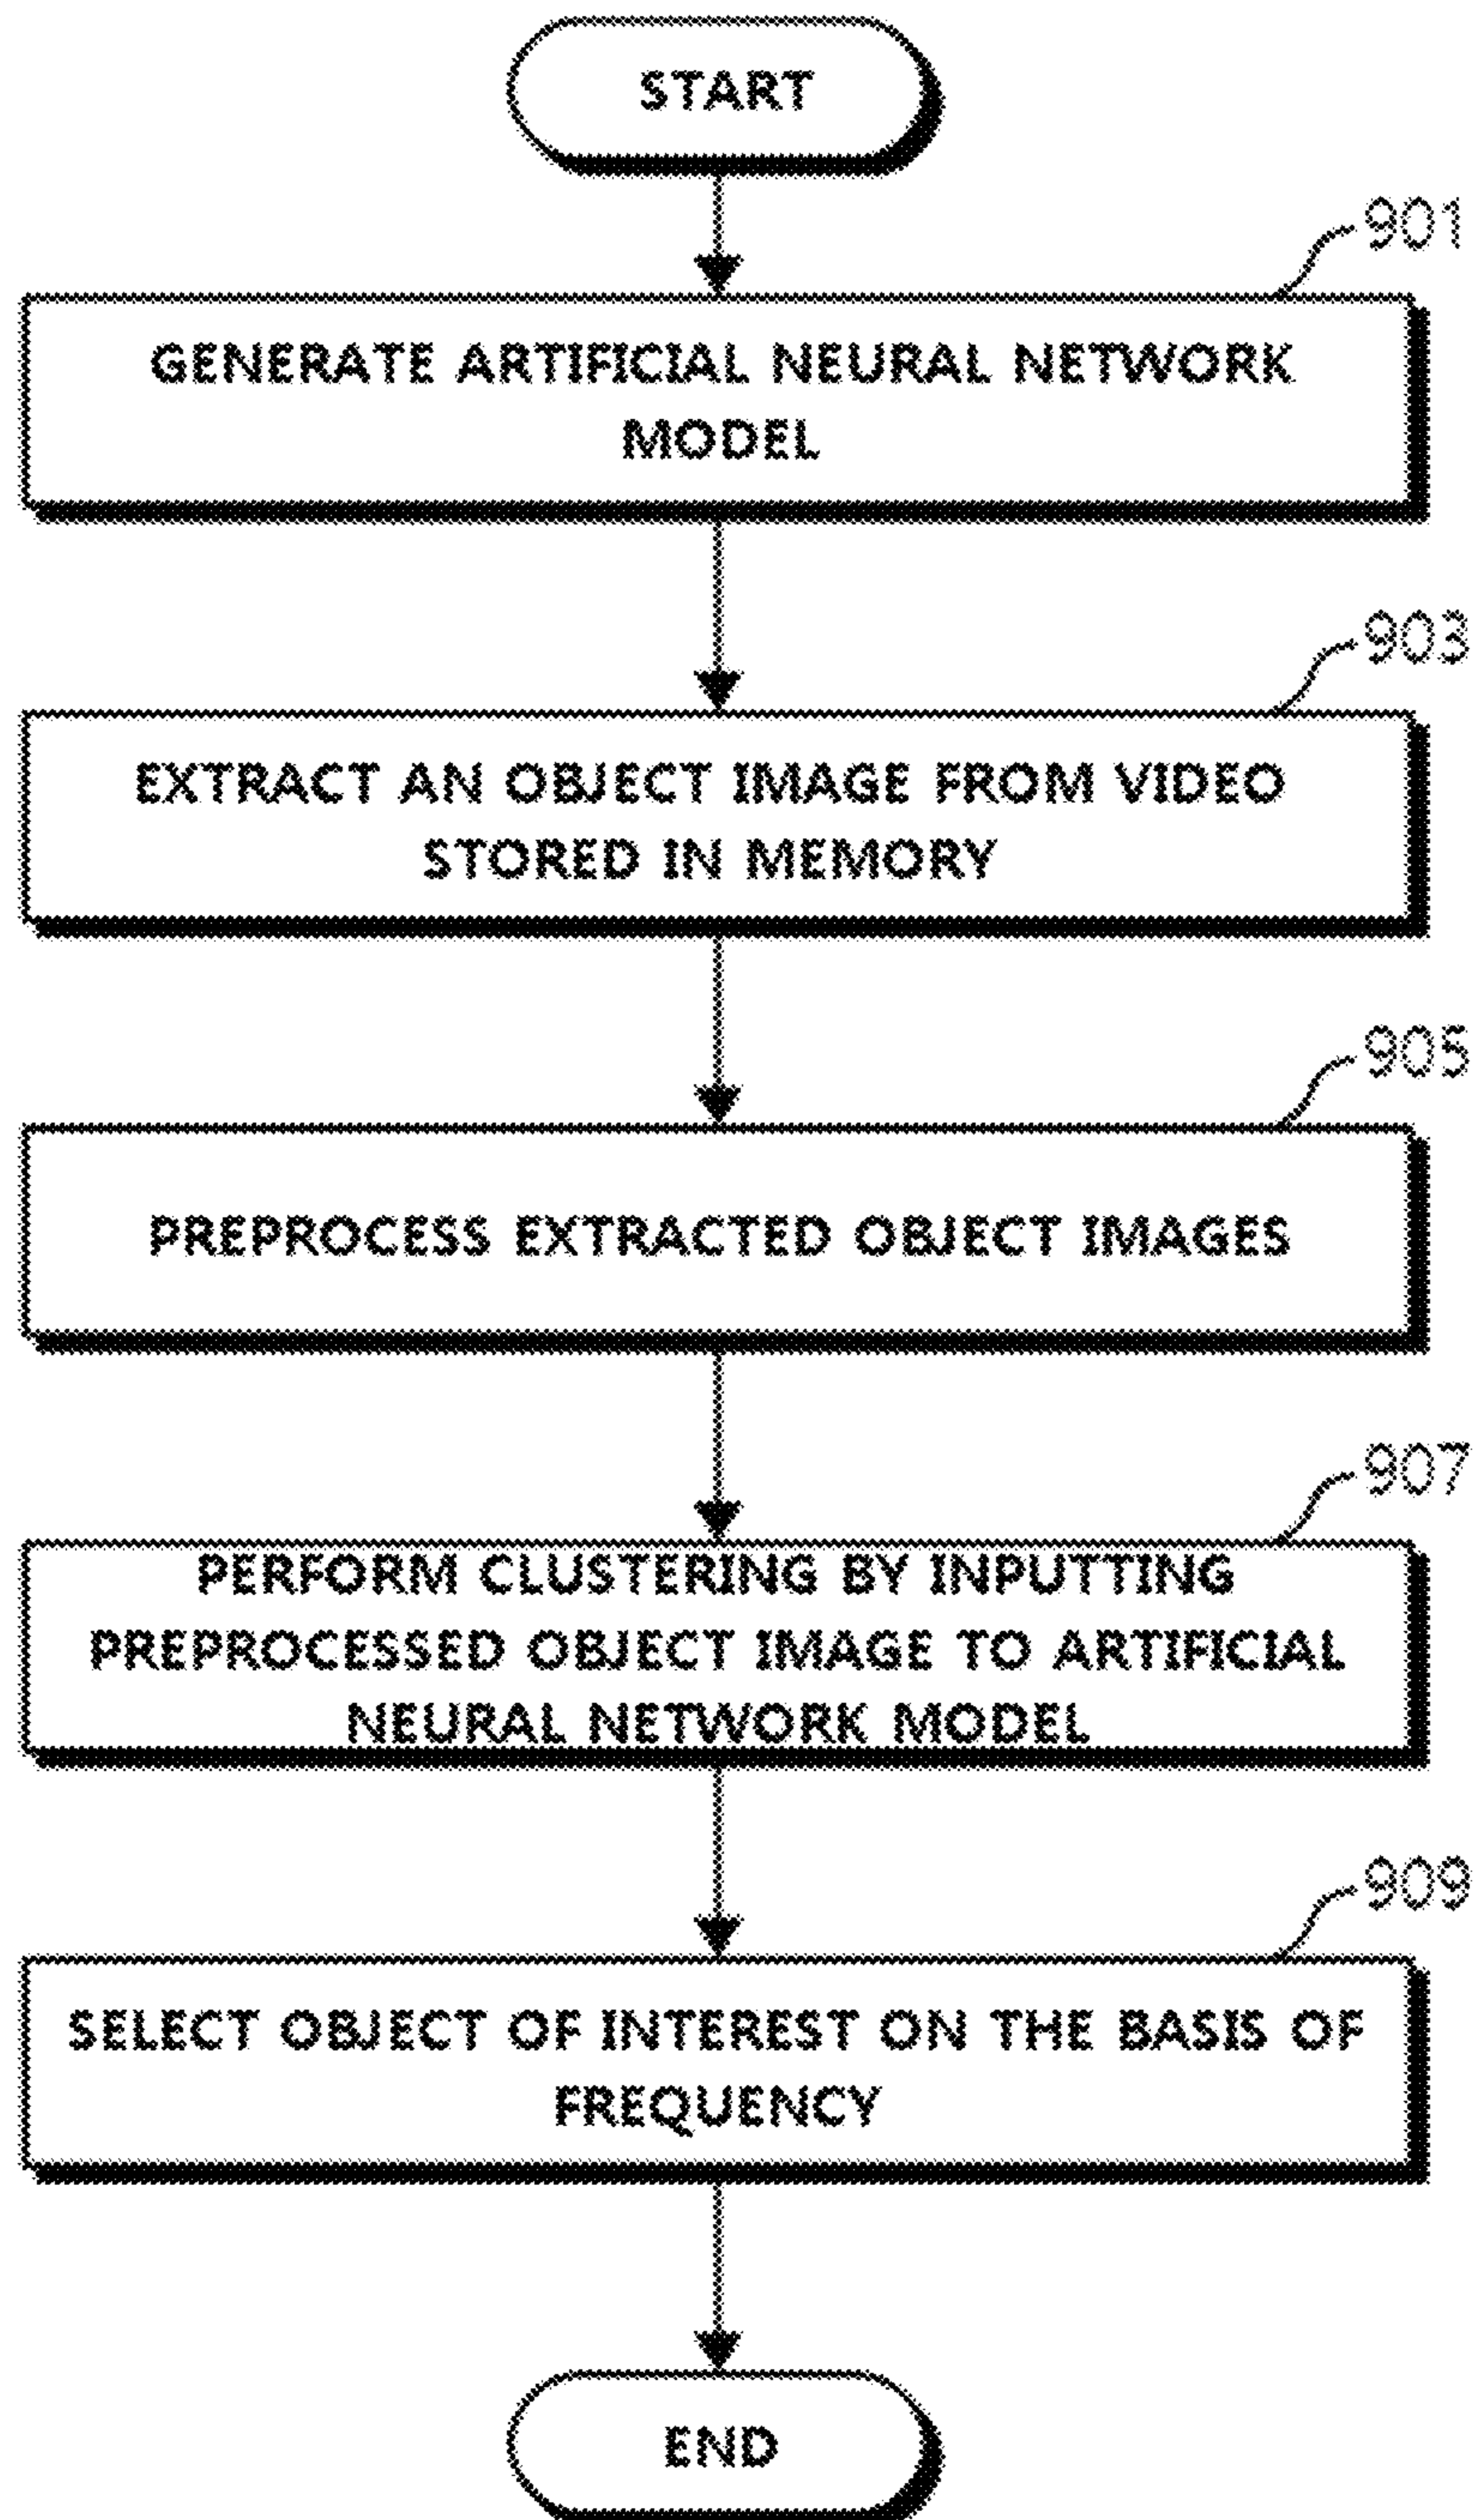 START
901
GENERATE ARTIFICIAL NEURAL NETWORK
MODEL
903
EXTRACT AN OBJECT IMAGE FROM VIDEO
STORED IN MEMORY
905
PREPROCESS EXTRACTED OBJECT IMAGES
907
PERFORM CLUSTERING BY INPUTTING
PREPROCESSED OBJECT IMAGE TO ARTIFICIAL
NEURAL NETWORK MODEL
909
SELECT OBJECT OF INTEREST ON THE BASIS OF
FREQUENCY
END